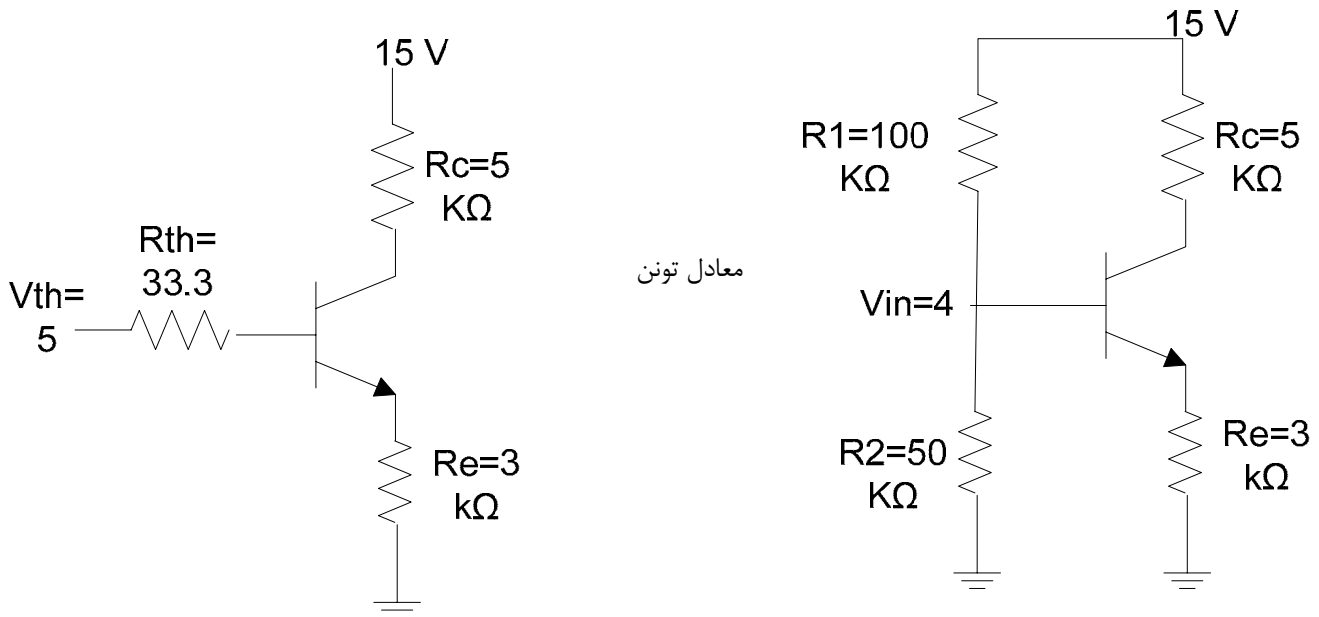 15 V
Rc=5
KΩ
Rth=
33.3
Vth=
5
Re=3
kΩ
معادل تونن
15 V
R1=100
KΩ
Rc=5
KΩ
Vin=4
R2=50
KΩ
Re=3
kΩ